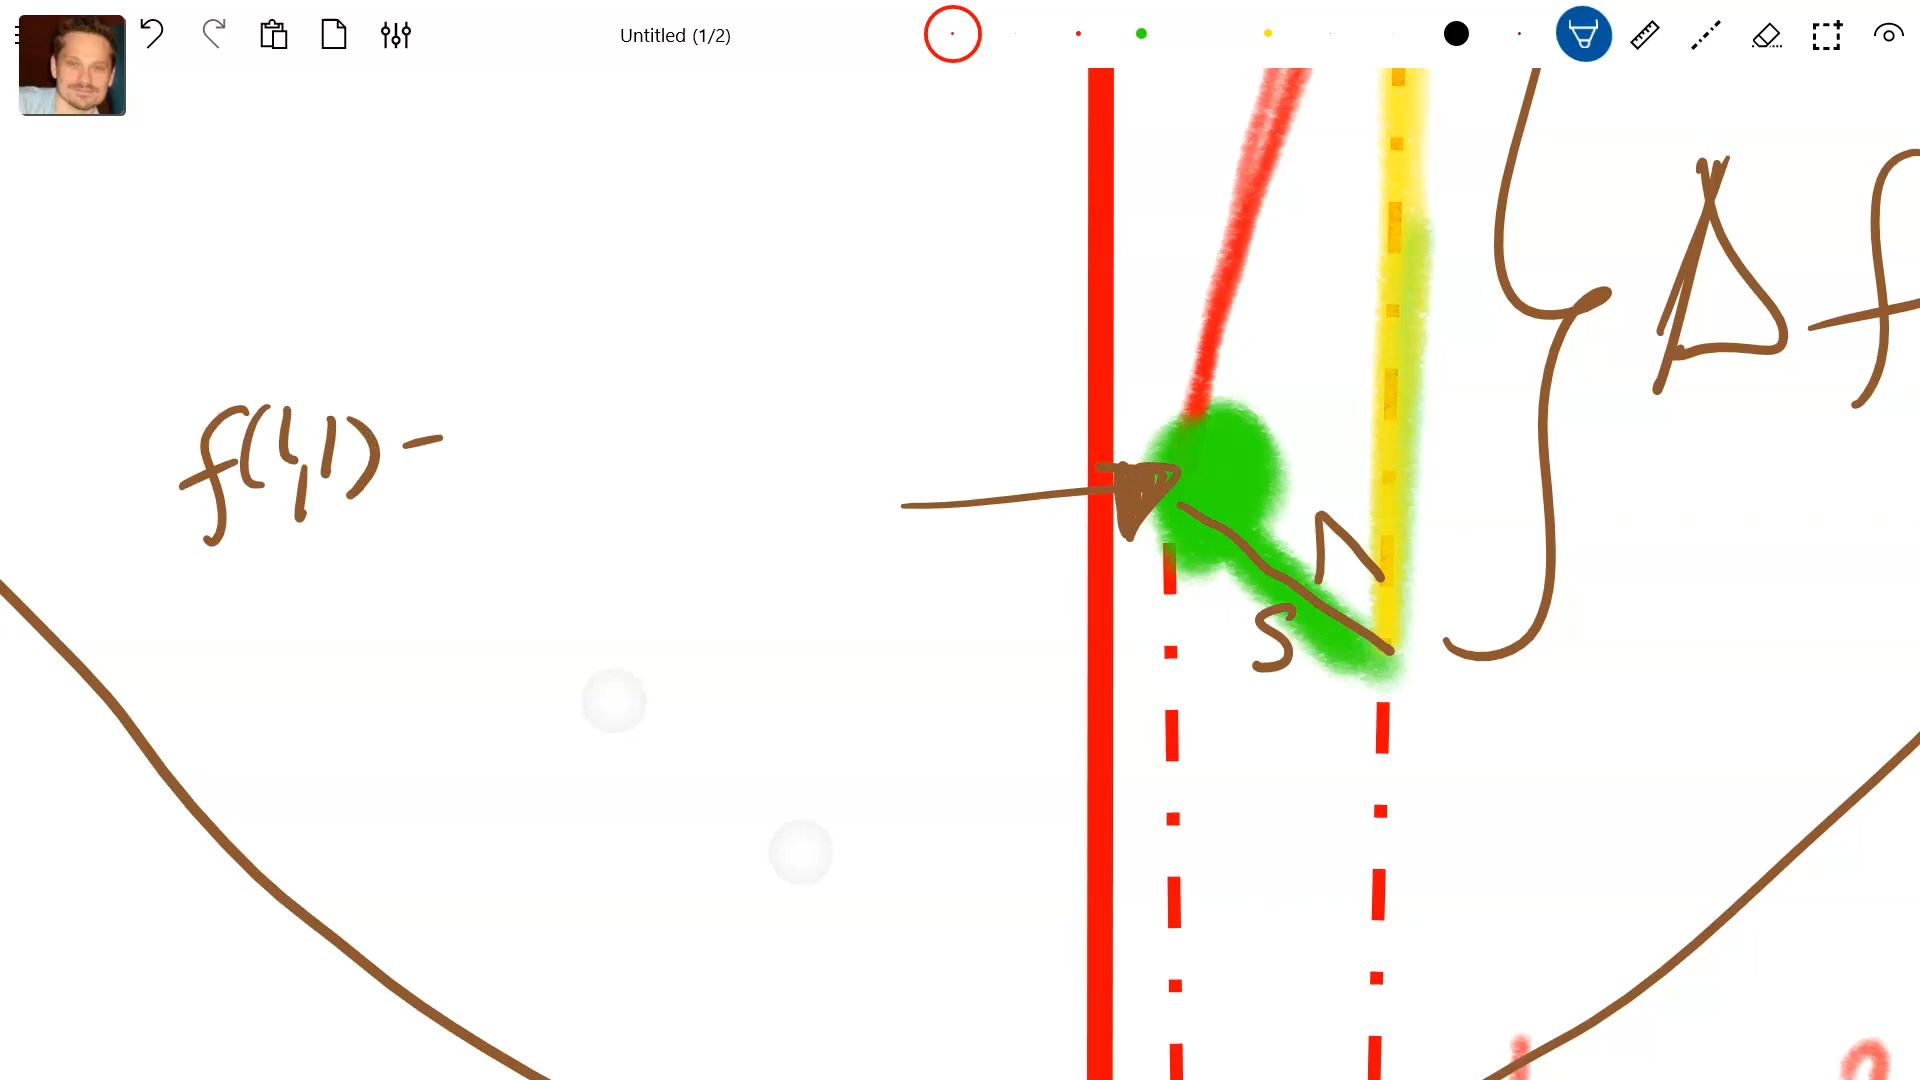 Untitled (1/2)
Δf
f(1,1) -
N
S